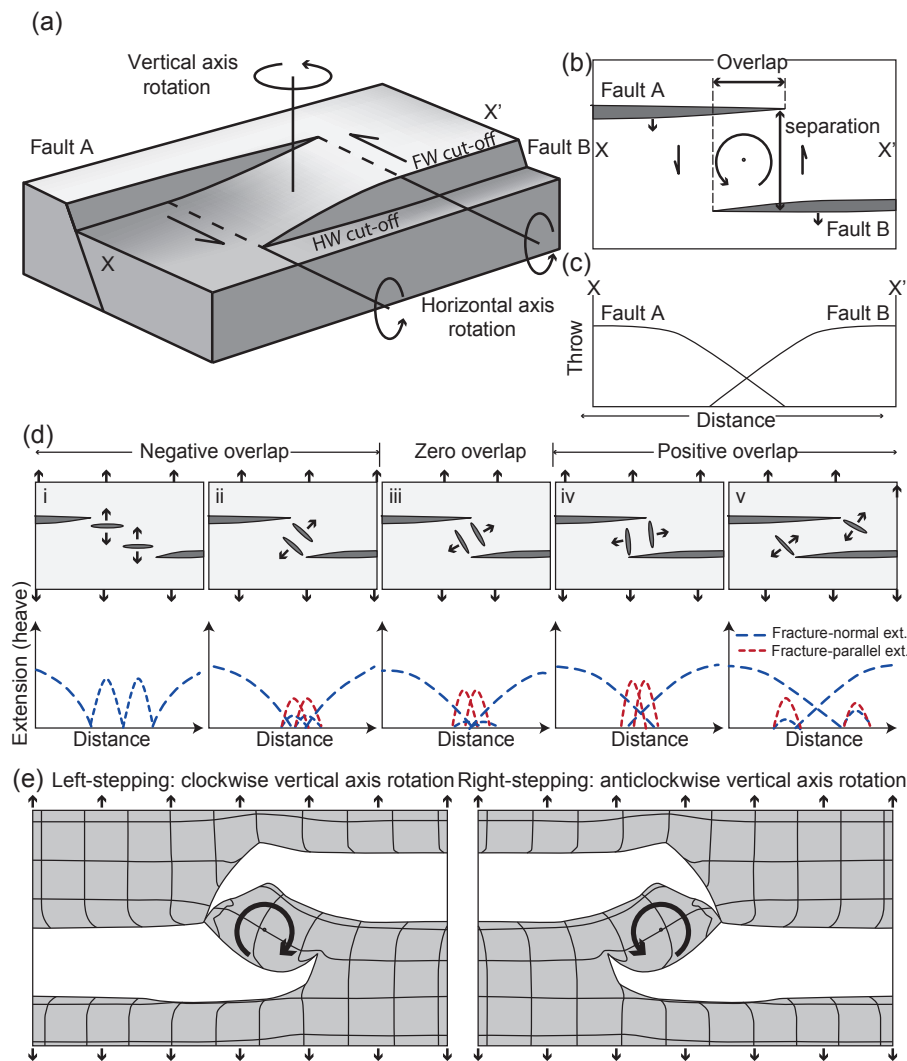 (a)
Vertical axis
rotation
X'
Fault A
Fault B
FW cut-off
HW cut-off
X
Horizontal axis
rotation
(b)
Overlap
Fault A
separation
X
X'
Fault B
(c)
X
X'
Fault A
Fault B
Throw
Distance
(d)
Negative overlap
Zero overlap
Positive overlap
i
ii
iii
iv
v
Extension (heave)
Fracture-normal ext.
Fracture-parallel ext.
Distance
Distance
Distance
Distance
Distance
(e)
Left-stepping: clockwise vertical axis rotation
Right-stepping: anticlockwise vertical axis rotation